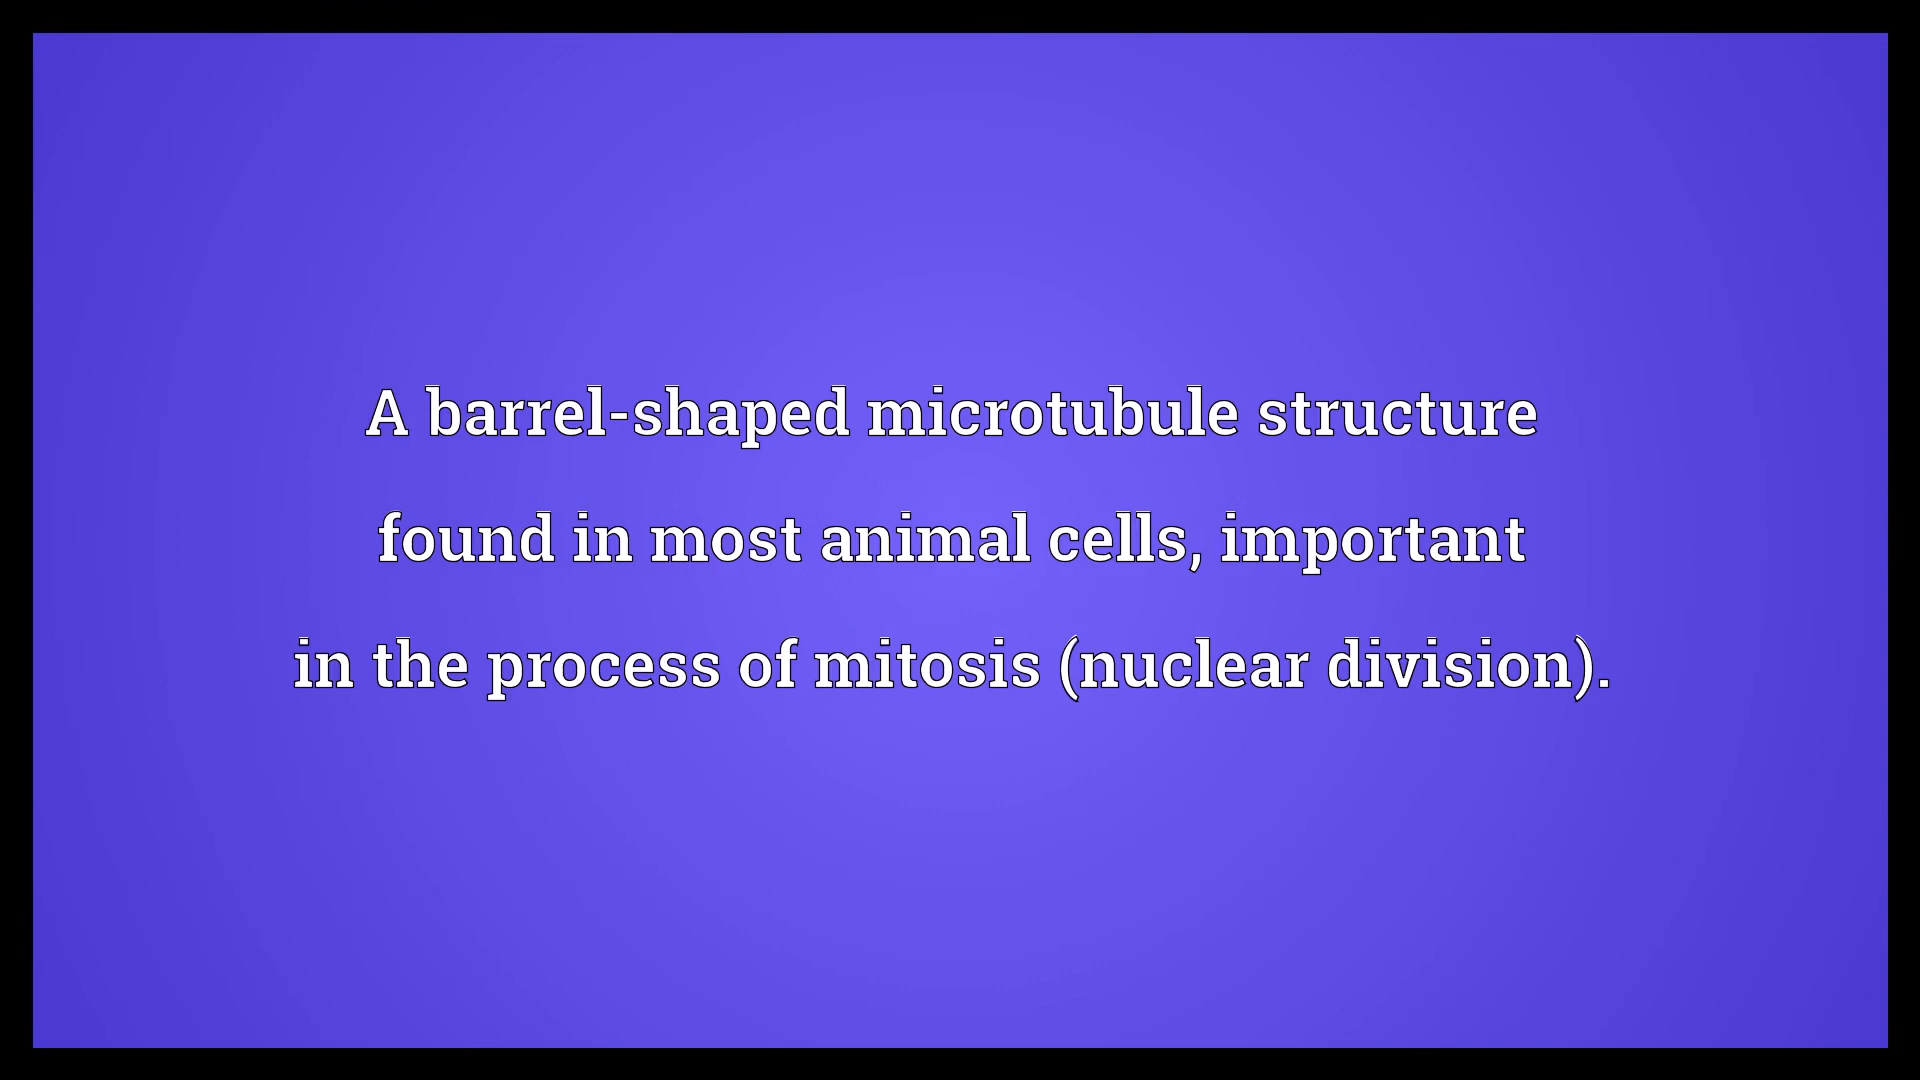 A barrel-shaped microtubule structure
found in most animal cells, important
in the process of mitosis (nuclear division).